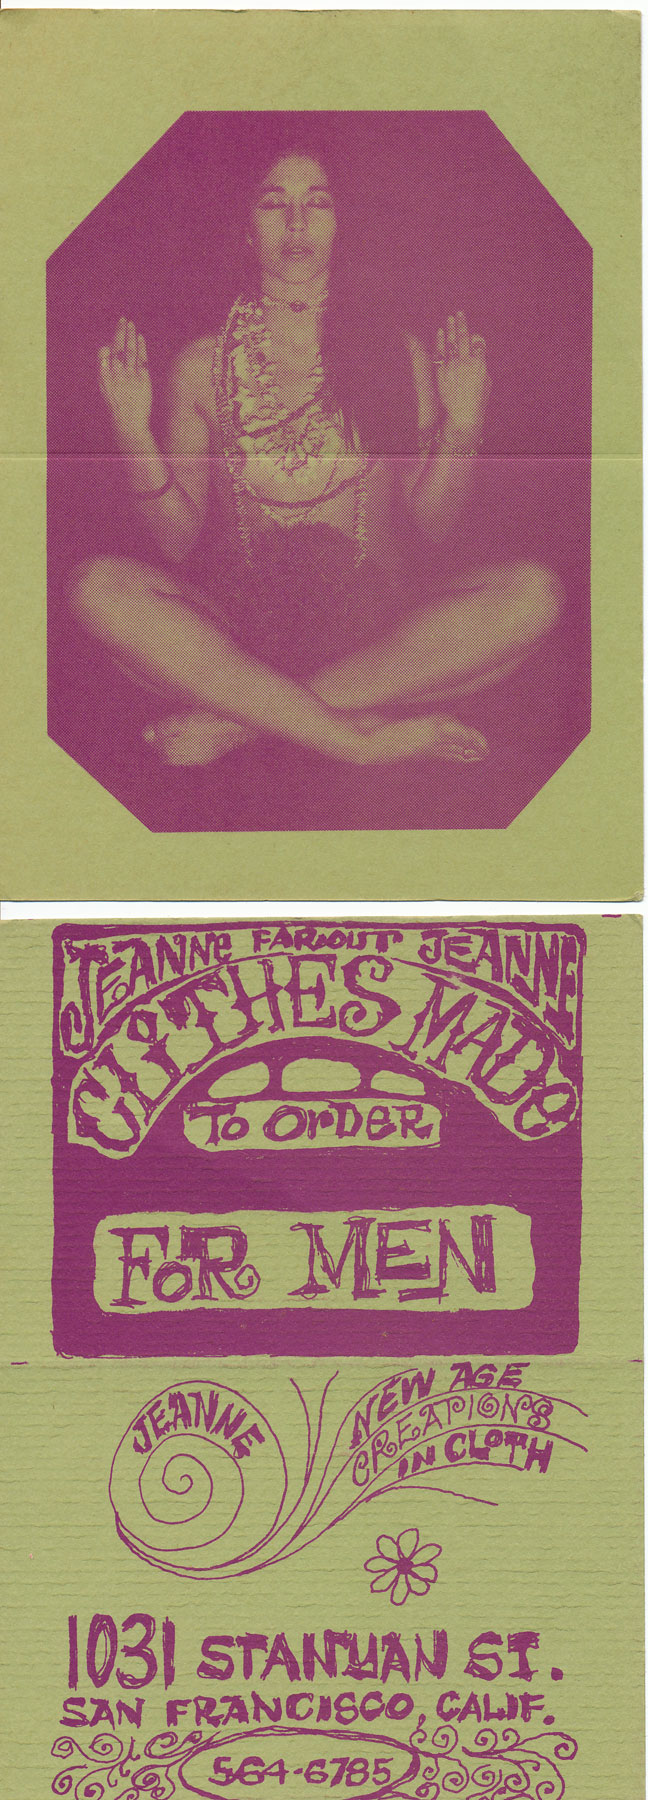 JEANNE FAR·OUT JEANNE
CLOTHES MADE
TO OrDER
FoR MEN
JEANNE
NEW AGE
CREATIONS
IN CLOTH
1031 STANYAN ST.
SAN FRANCISCO, CALIF.
564-6785